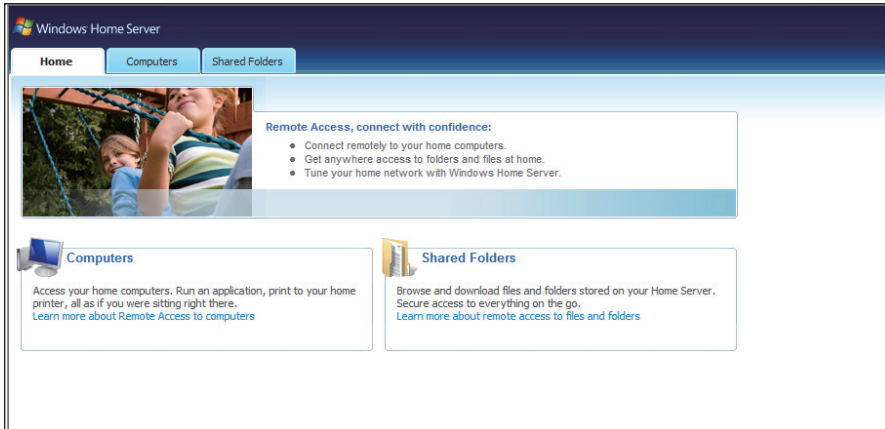 Windows Home Server
Home
Computers
Shared Folders
Remote Access, connect with confidence:
Connect remotely to your home computers.
Get anywhere access to folders and files at home.
Tune your home network with Windows Home Server.
Computers
Access your home computers. Run an application, print to your home
printer, all as if you were sitting right there.
Learn more about Remote Access to computers
Shared Folders
Browse and download files and folders stored on your Home Server.
Secure access to everything on the go.
Learn more about remote access to files and folders